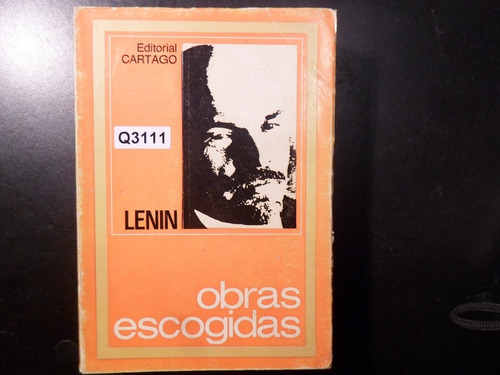 Editorial
CARTAGO
Q3111
LENIN
obras
escogidas